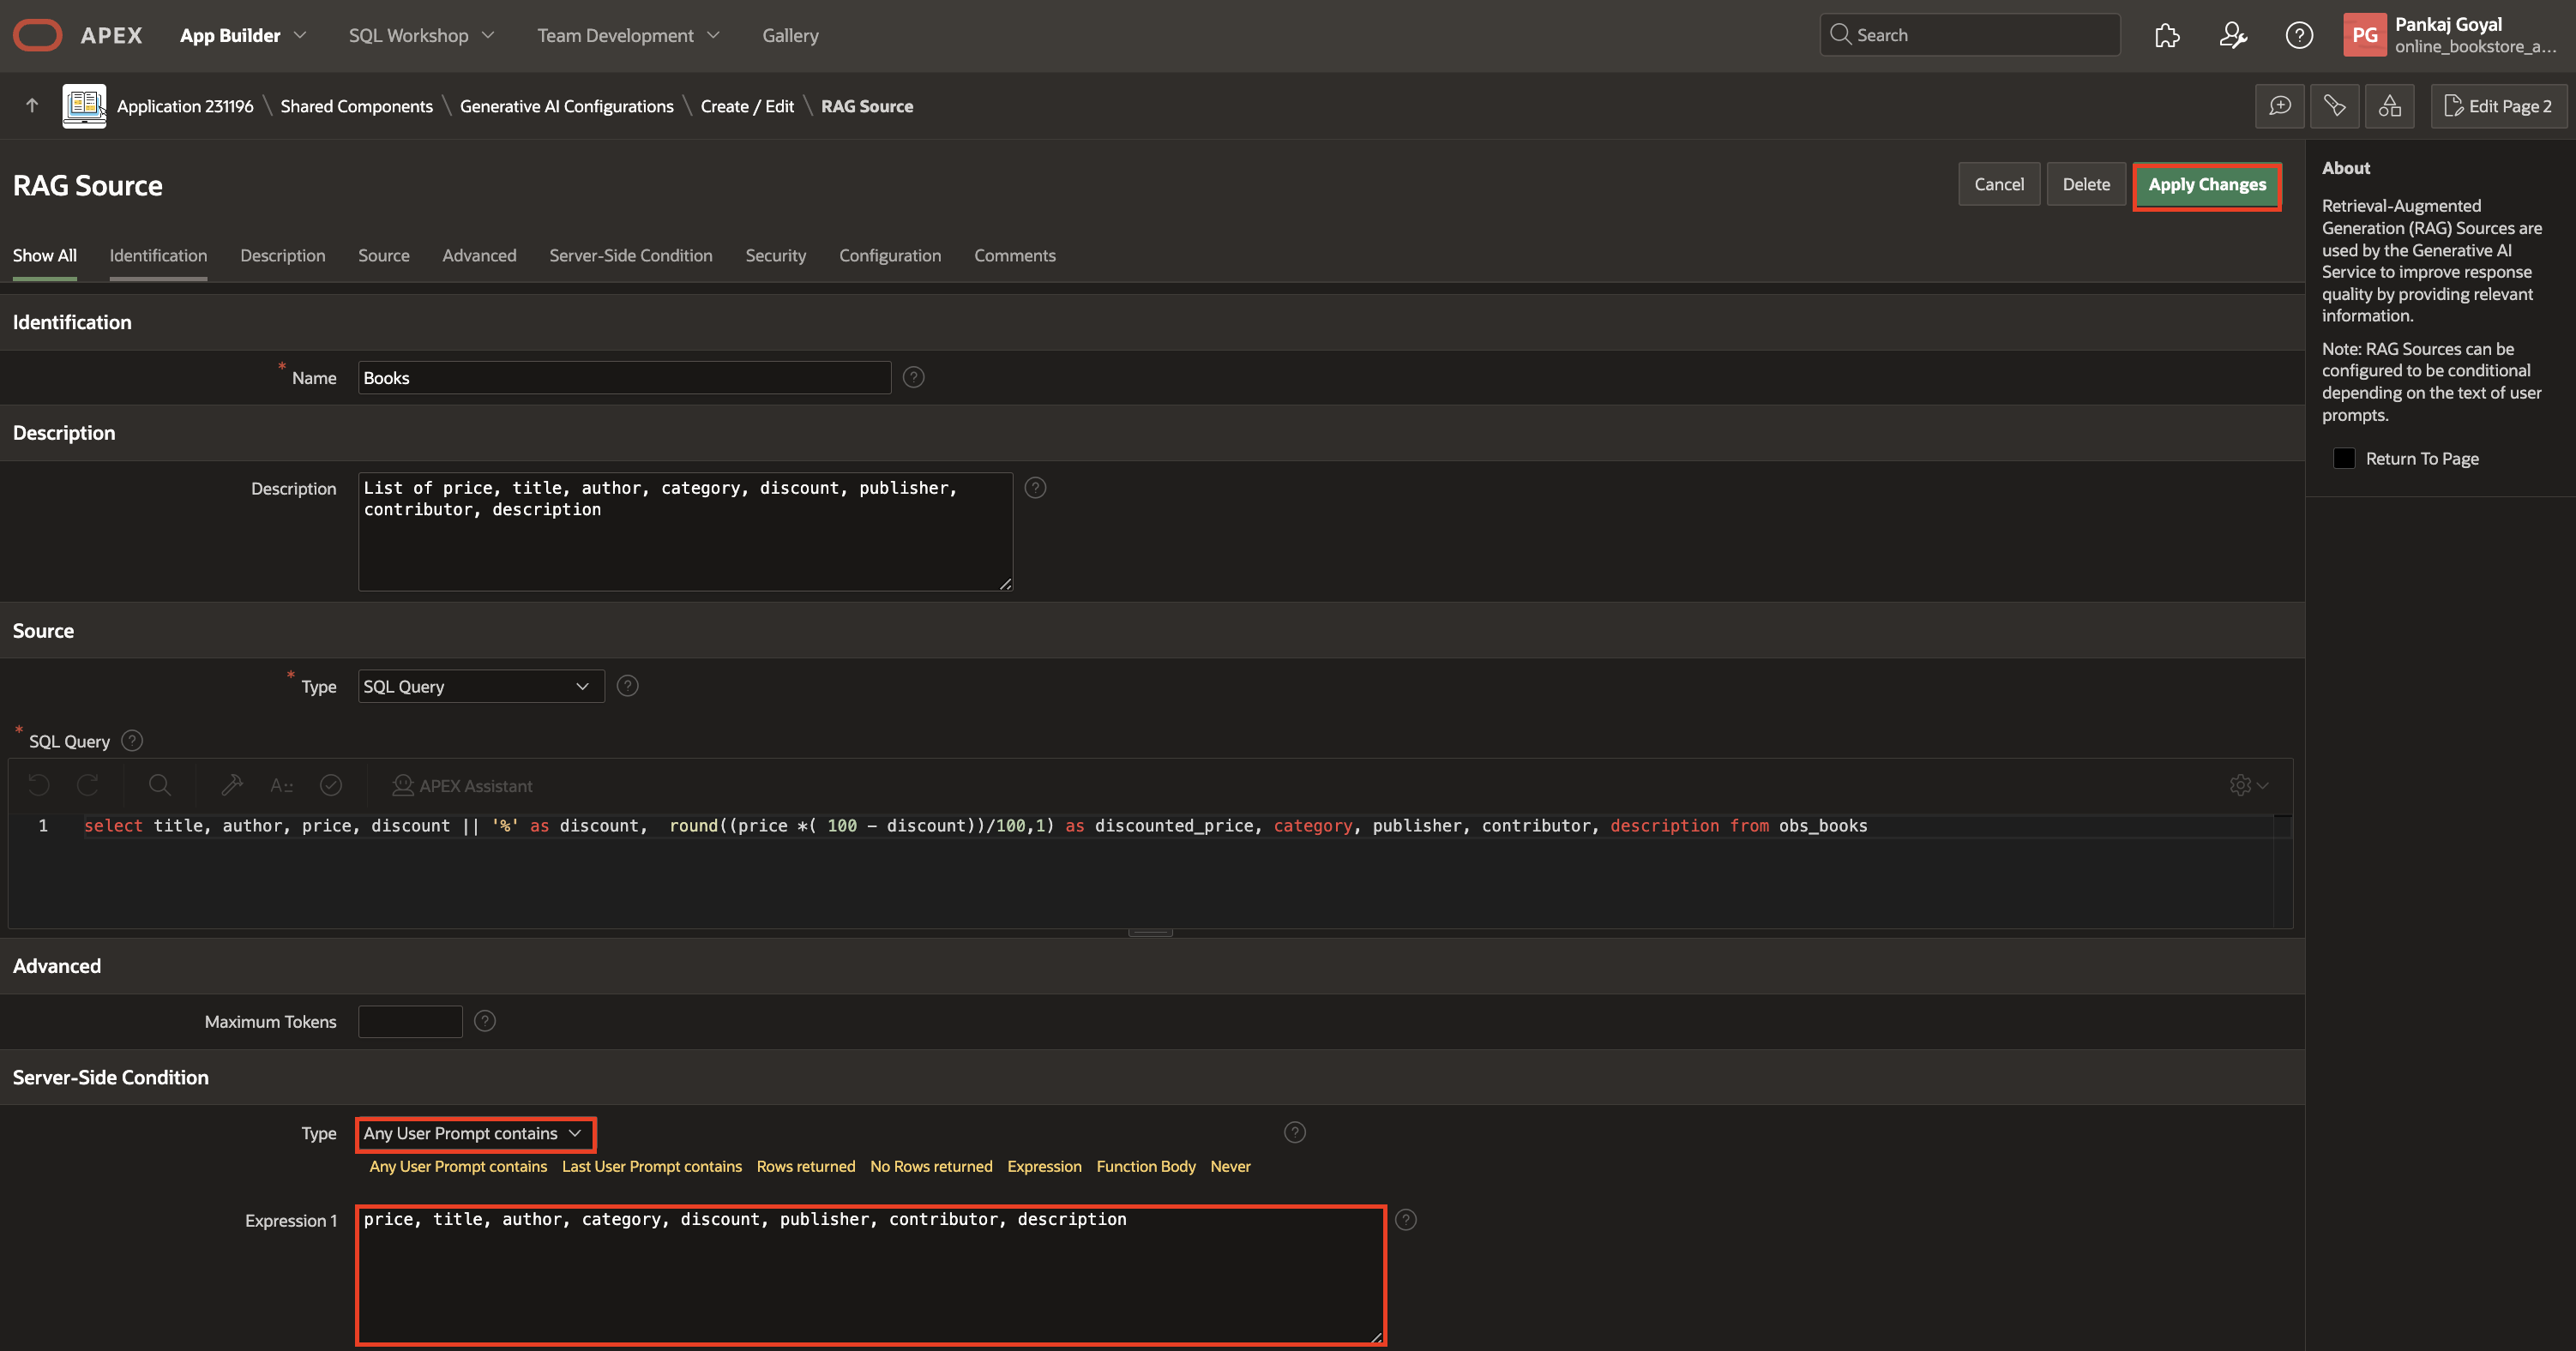 APEX App Builder SQL Workshop Team Development Gallery Search PG Pankaj Goyal
online_bookstore_a...
Application 231196 \ Shared Components \ Generative AI Configurations \ Create / Edit \ RAG Source Edit Page 2
RAG Source Cancel Delete Apply Changes
Show All Identification Description Source Advanced Server-Side Condition Security Configuration Comments
Identification
* Name Books
Description
Description List of price, title, author, category, discount, publisher,
contributor, description
Source
* Type SQL Query
* SQL Query
APEX Assistant
1 select title, author, price, discount || '%' as discount,  round((price *( 100 - discount))/100,1) as discounted_price, category, publisher, contributor, description from obs_books
Advanced
Maximum Tokens
Server-Side Condition
Type Any User Prompt contains
Any User Prompt contains Last User Prompt contains Rows returned No Rows returned Expression Function Body Never
Expression 1 price, title, author, category, discount, publisher, contributor, description
About
Retrieval-Augmented
Generation (RAG) Sources are
used by the Generative AI
Service to improve response
quality by providing relevant
information.
Note: RAG Sources can be
configured to be conditional
depending on the text of user
prompts.
Return To Page